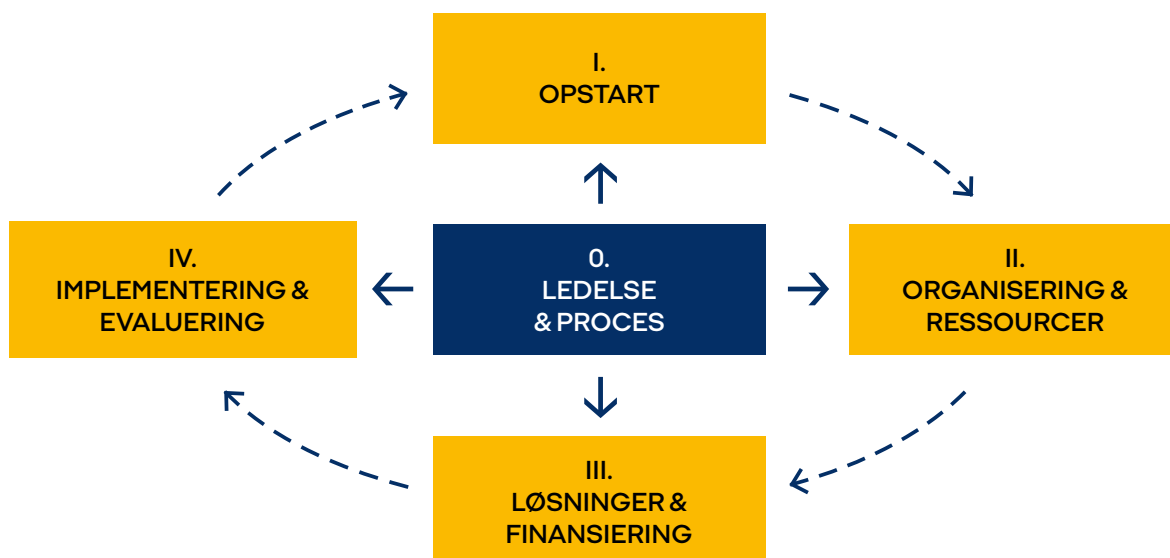 I.
OPSTART
IV.
IMPLEMENTERING &
EVALUERING
0.
LEDELSE
& PROCES
II.
ORGANISERING &
RESSOURCER
III.
LØSNINGER &
FINANSIERING